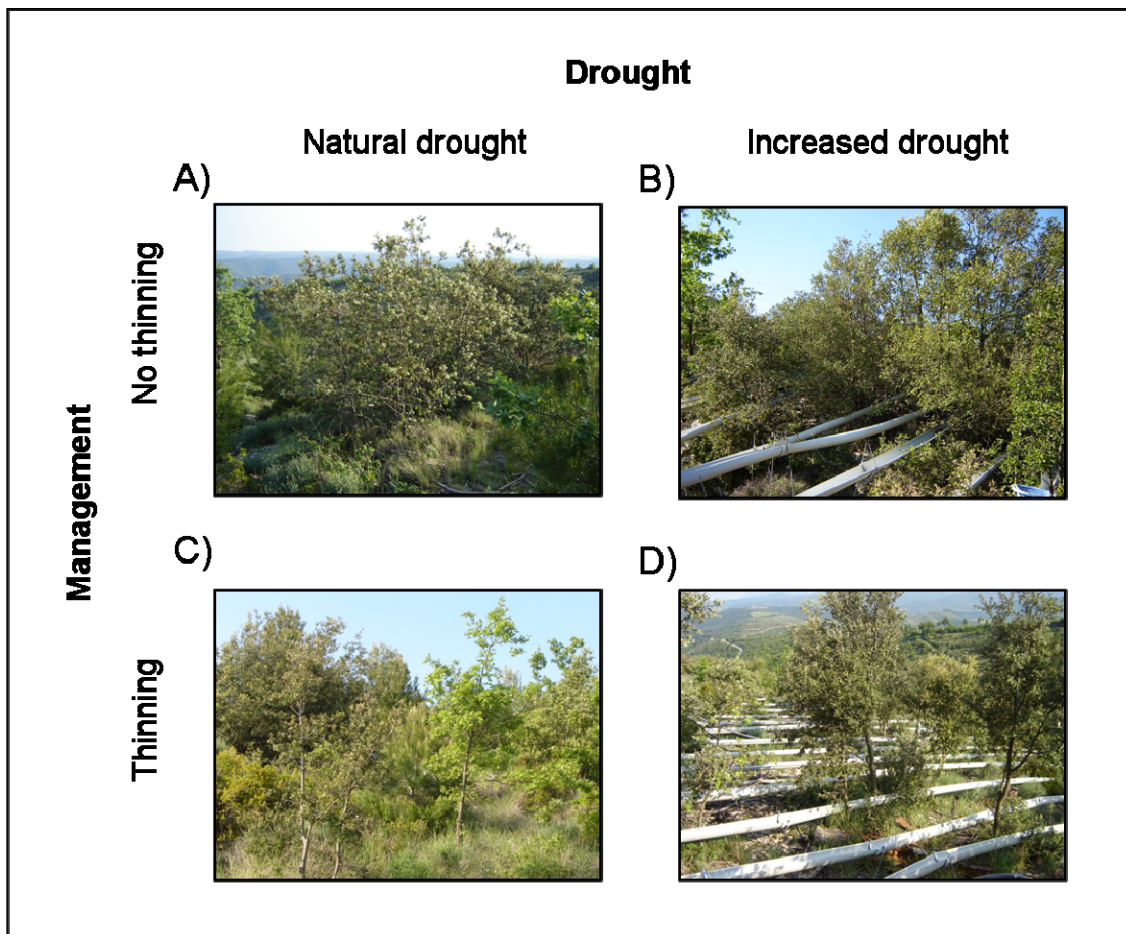 Drought
Natural drought
Increased drought
A)
B)
No thinning
Management
C)
D)
Thinning